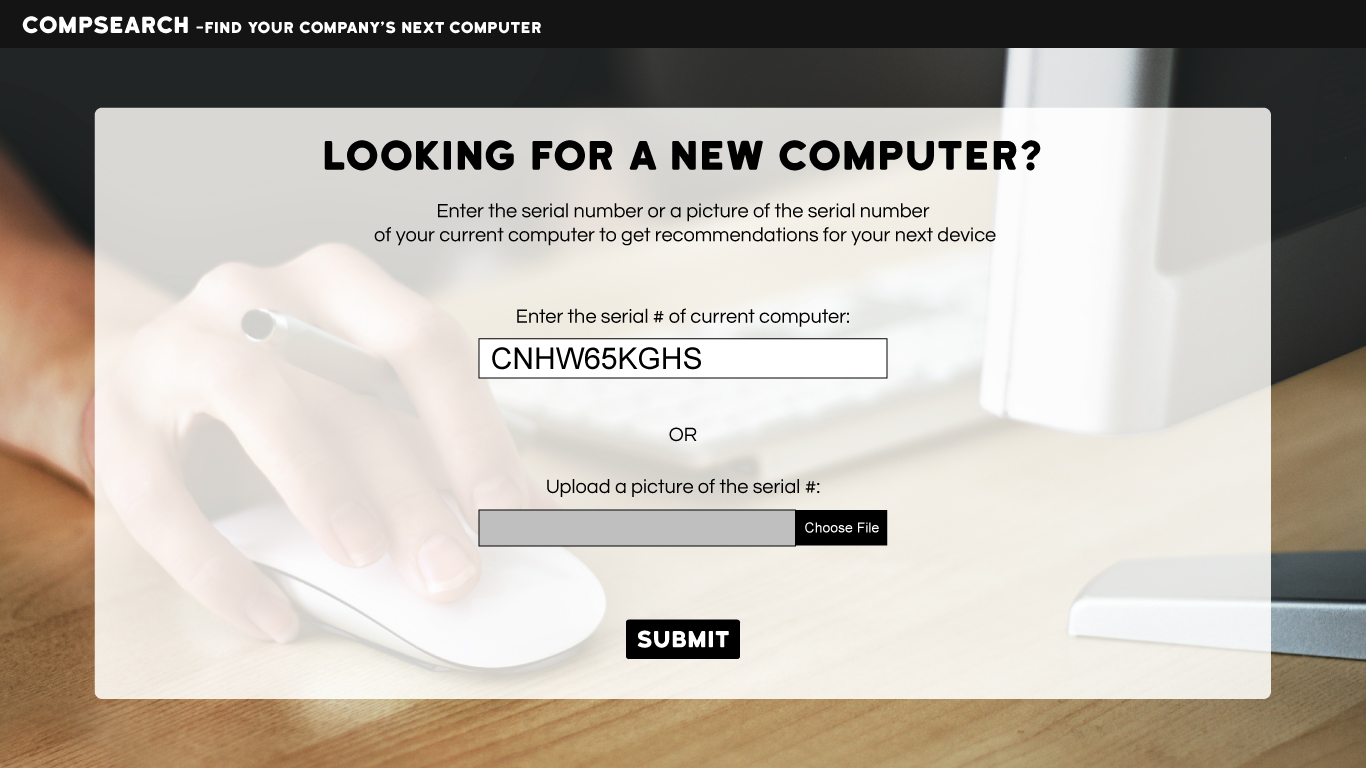 COMPSEARCH -FIND YOUR COMPANY'S NEXT COMPUTER
LOOKING FOR A NEW COMPUTER?
Enter the serial number or a picture of the serial number
of your current computer to get recommendations for your next device
Enter the serial # of current computer:
CNHW65KGHS
OR
Upload a picture of the serial #:
Choose File
SUBMIT